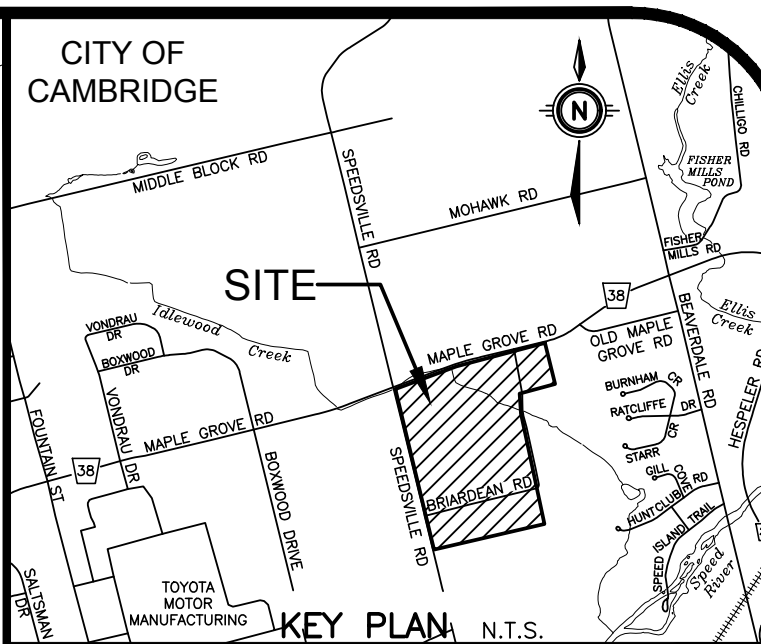 CITY OF
CAMBRIDGE
N
Ellis
Creek
CHILLIGO RD
FISHER
MILLS
POND
MIDDLE BLOCK RD
SPEEDSVILLE RD
MOHAWK RD
FISHER
MILLS RD
SITE
38
Idlewood
Creek
VONDRAU
DR
BOXWOOD
DR
MAPLE GROVE RD
OLD MAPLE
GROVE RD
BEAVERDALE RD
Ellis
Creek
HESPELER RD
BURNHAM CR
RATCLIFFE DR
STARR CR
FOUNTAIN ST
VONDRAU DR
MAPLE GROVE RD
38
BOXWOOD DRIVE
SPEEDSVILLE RD
BRIARDEAN RD
GILL COVE
HUNTCLUB RD
SPEED ISLAND TRAIL
Speed
River
SALTSMAN
DR
TOYOTA
MOTOR
MANUFACTURING
KEY PLAN N.T.S.